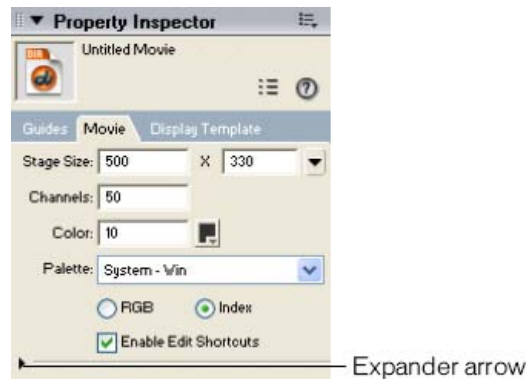 Property Inspector
DIR
Untitled Movie
Guides Movie Display Template
Stage Size: 500 X 330
Channels: 50
Color: 10
Palette: System - Win
RGB Index
Enable Edit Shortcuts
Expander arrow